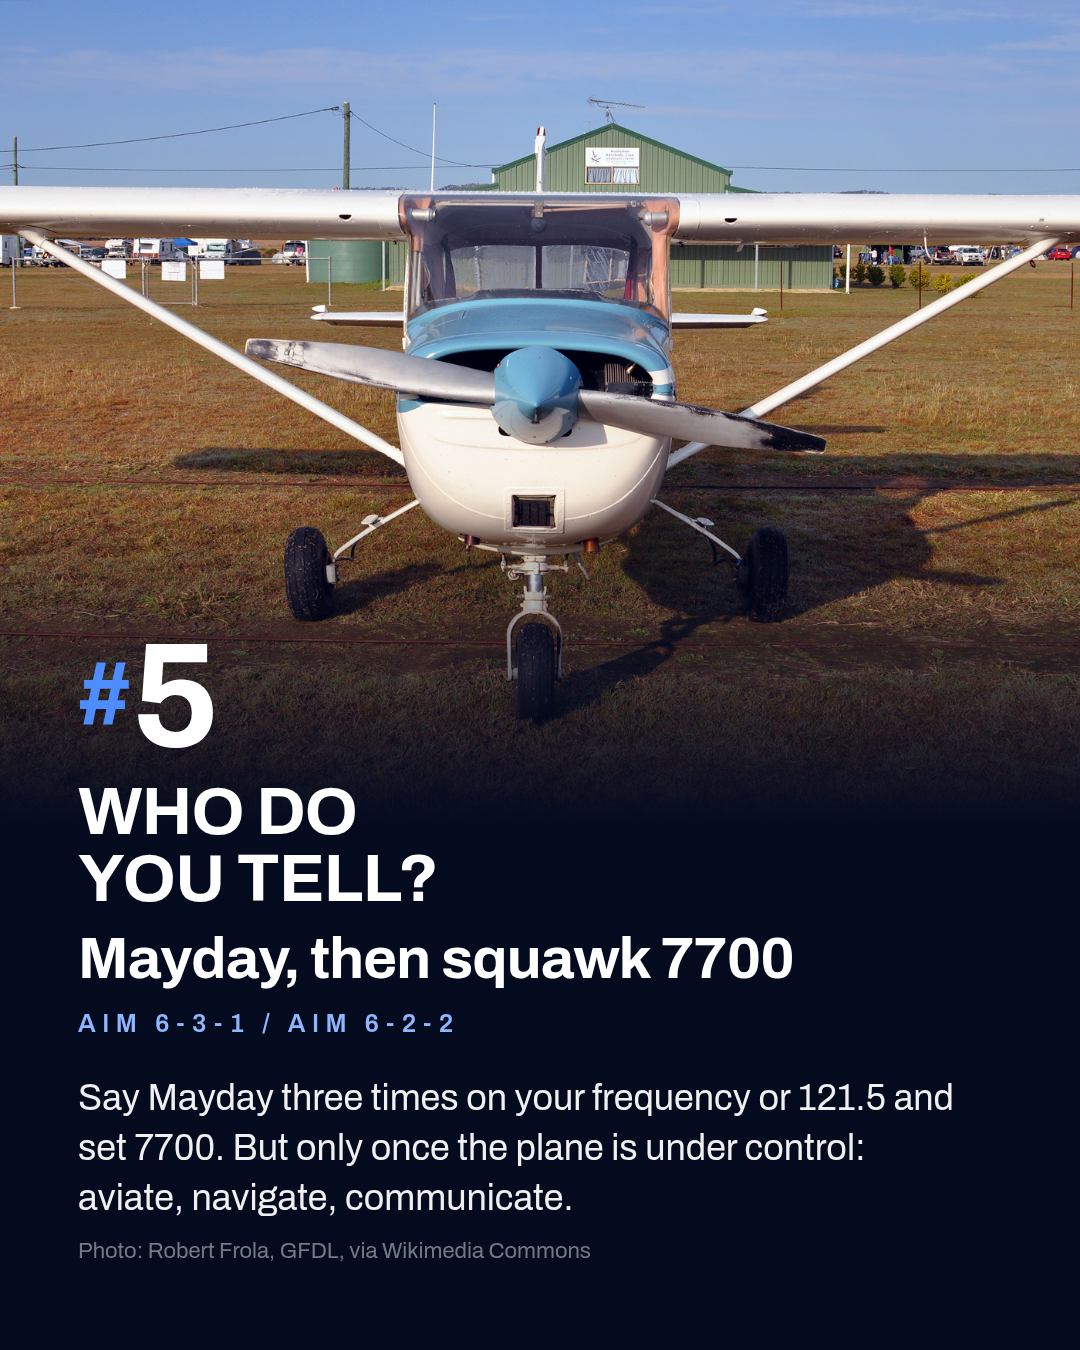 #5
WHO DO
YOU TELL?
Mayday, then squawk 7700
AIM 6-3-1 / AIM 6-2-2
Say Mayday three times on your frequency or 121.5 and
set 7700. But only once the plane is under control:
aviate, navigate, communicate.
Photo: Robert Frola, GFDL, via Wikimedia Commons